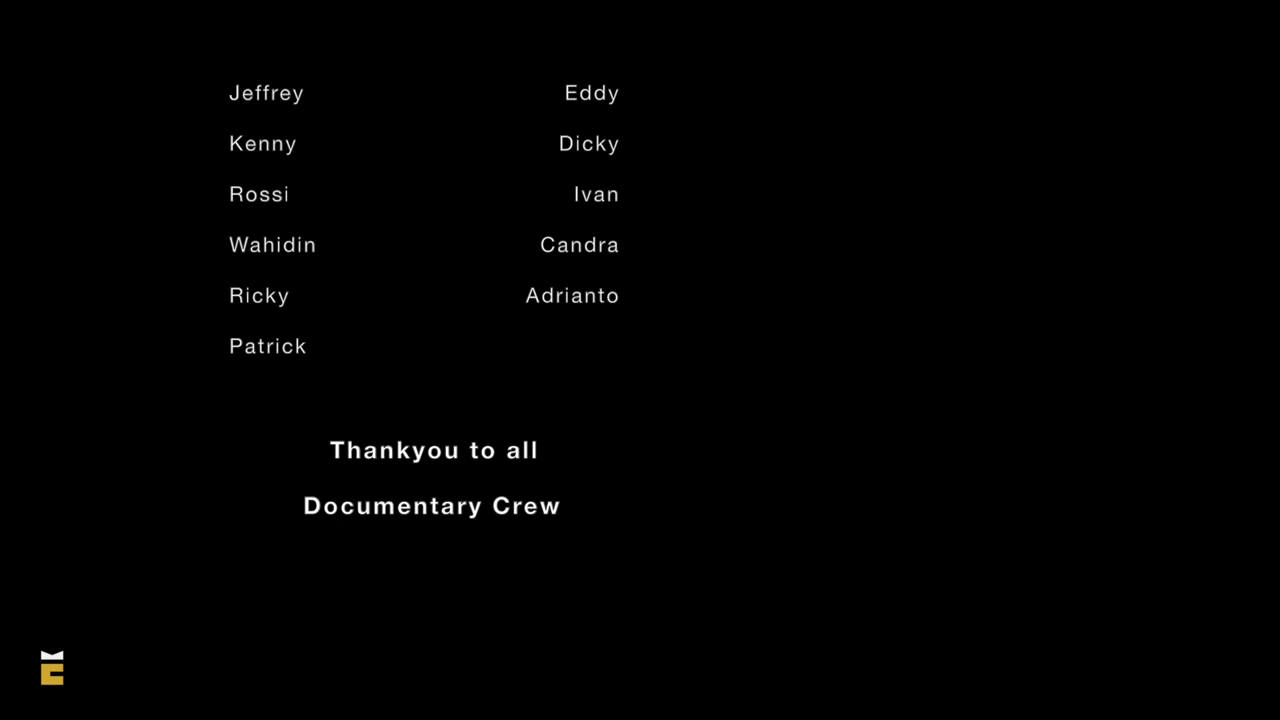 Jeffrey Eddy
Kenny Dicky
Rossi Ivan
Wahidin Candra
Ricky Adrianto
Patrick
Thankyou to all
Documentary Crew